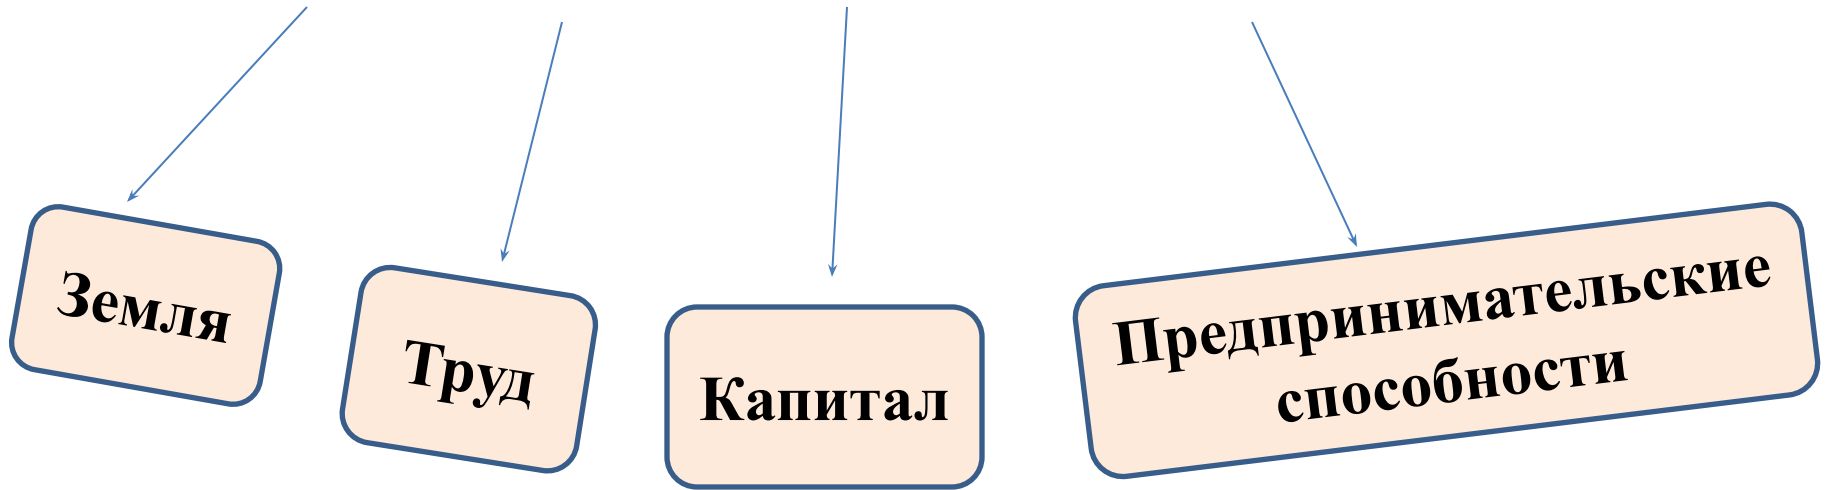 Земля
Труд
Капитал
Предпринимательские
способности